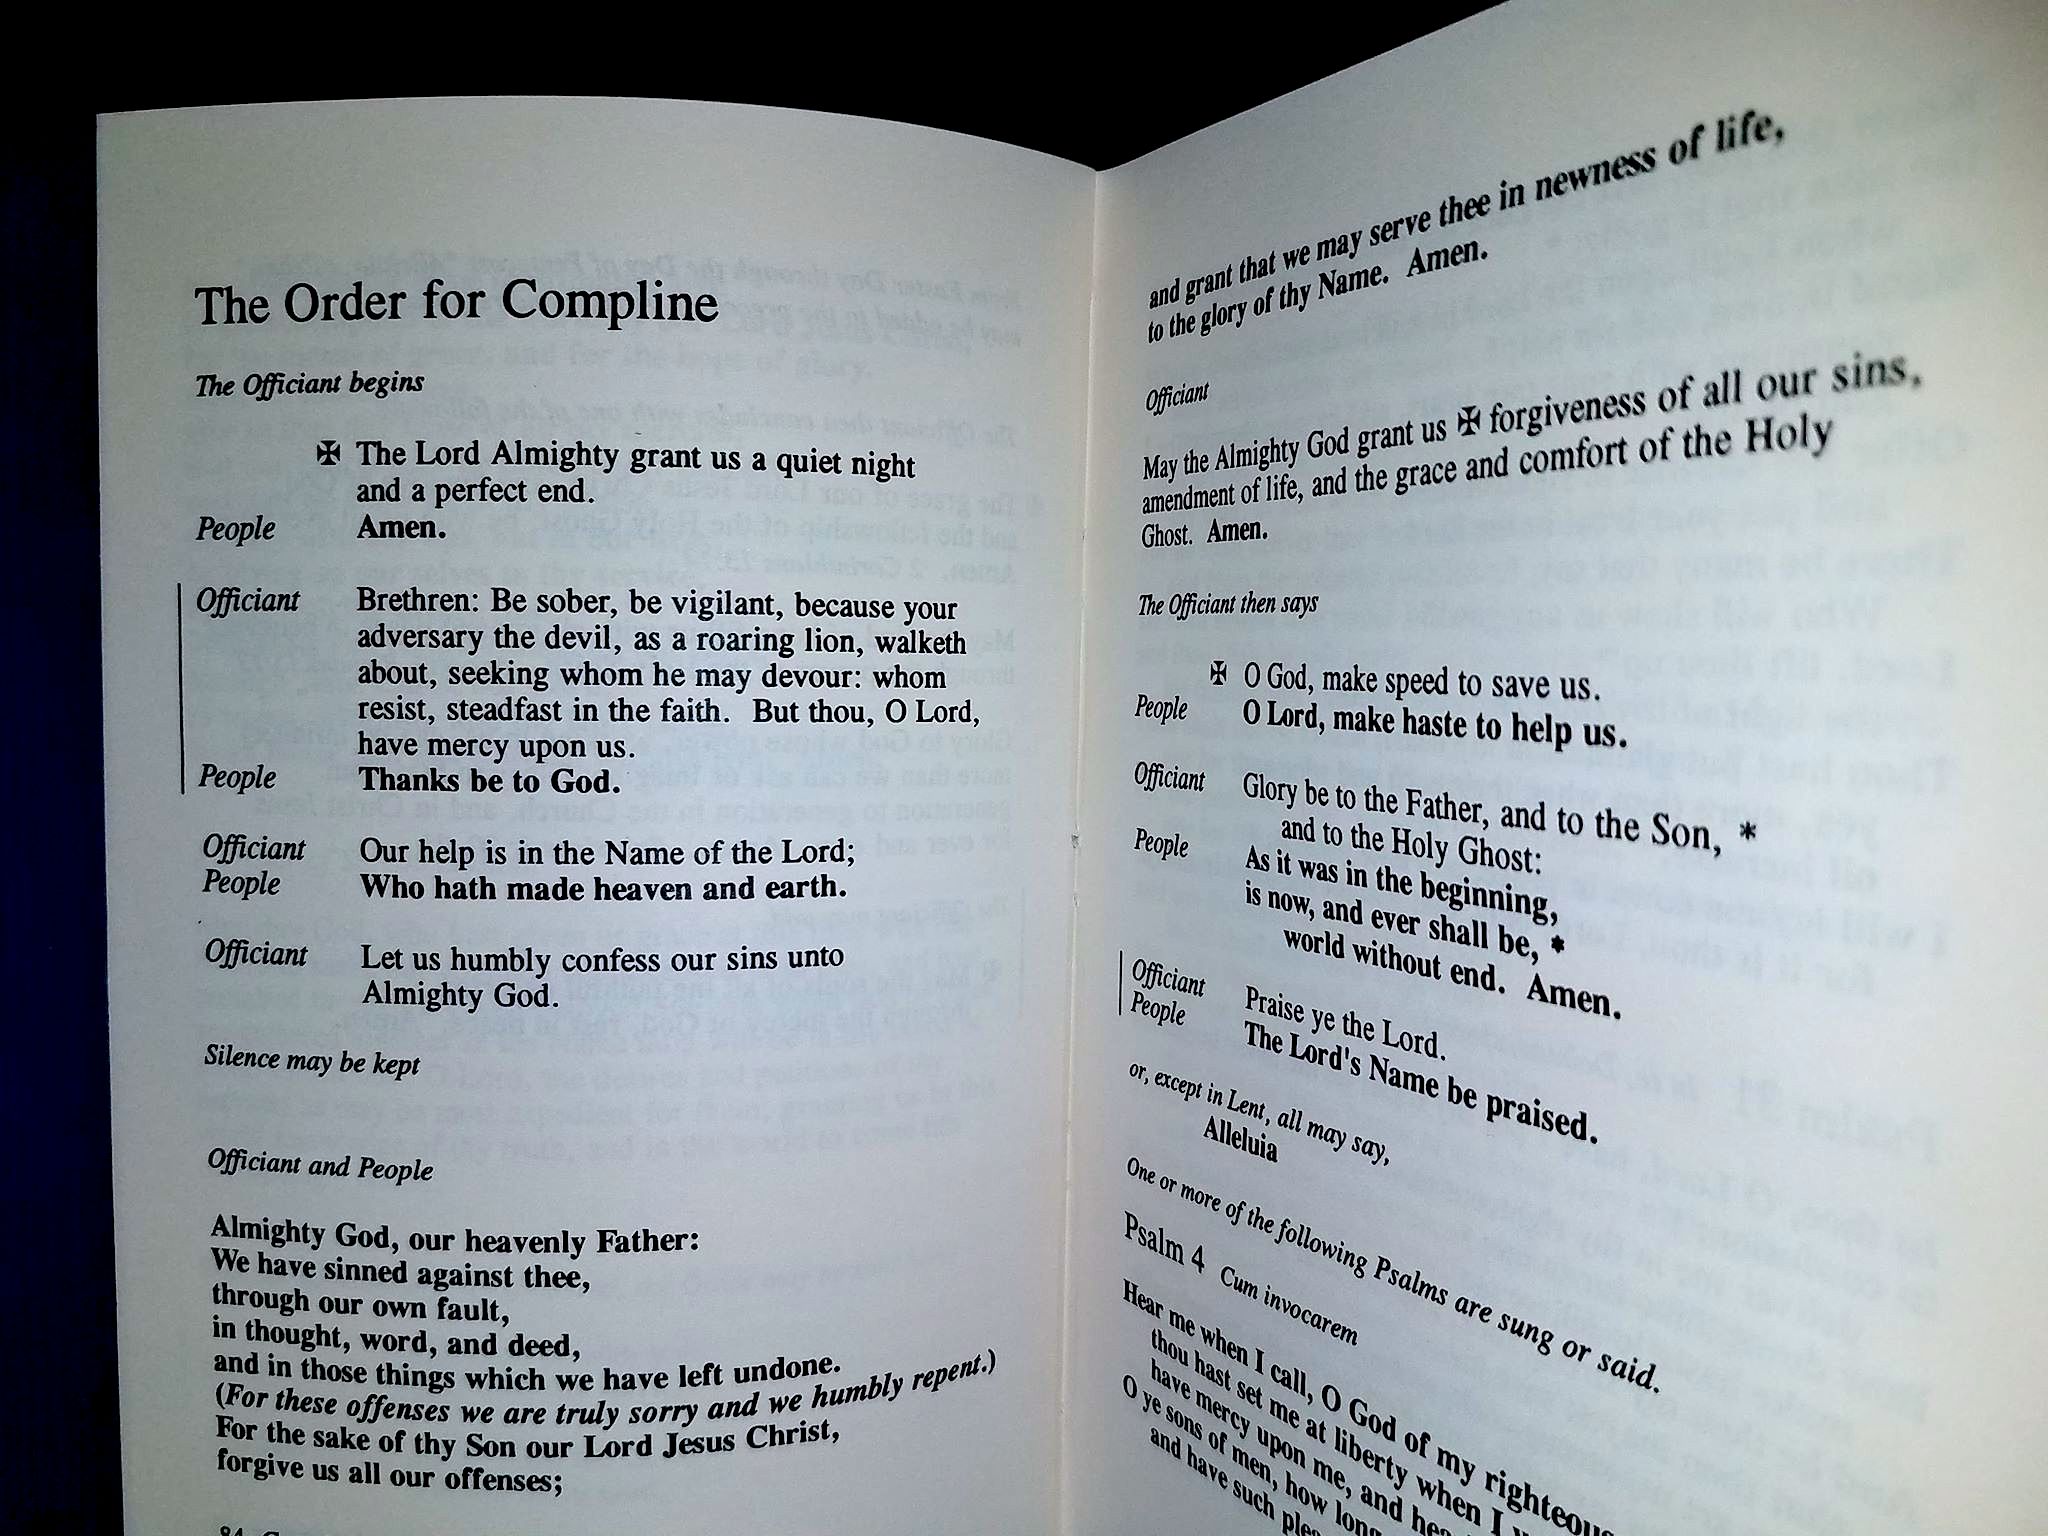 The Order for Compline
The Officiant begins
✠ The Lord Almighty grant us a quiet night
and a perfect end.
People Amen.
Officiant Brethren: Be sober, be vigilant, because your
adversary the devil, as a roaring lion, walketh
about, seeking whom he may devour: whom
resist, steadfast in the faith. But thou, O Lord,
have mercy upon us.
People Thanks be to God.
Officiant Our help is in the Name of the Lord;
People Who hath made heaven and earth.
Officiant Let us humbly confess our sins unto
Almighty God.
Silence may be kept
Officiant and People
Almighty God, our heavenly Father:
We have sinned against thee,
through our own fault,
in thought, word, and deed,
and in those things which we have left undone.
(For these offenses we are truly sorry and we humbly repent.)
For the sake of thy Son our Lord Jesus Christ,
forgive us all our offenses;
and grant that we may serve thee in newness of life,
to the glory of thy Name. Amen.
Officiant
May the Almighty God grant us ✠ forgiveness of all our sins,
amendment of life, and the grace and comfort of the Holy
Ghost. Amen.
The Officiant then says
✠ O God, make speed to save us.
People O Lord, make haste to help us.
Officiant Glory be to the Father, and to the Son, *
and to the Holy Ghost:
People As it was in the beginning,
is now, and ever shall be, *
world without end. Amen.
Officiant Praise ye the Lord.
People The Lord's Name be praised.
or, except in Lent, all may say,
Alleluia
One or more of the following Psalms are sung or said.
Psalm 4 Cum invocarem
Hear me when I call, O God of my
thou hast set me at liberty when I
have mercy upon me, and
O ye sons of men, how
and have such